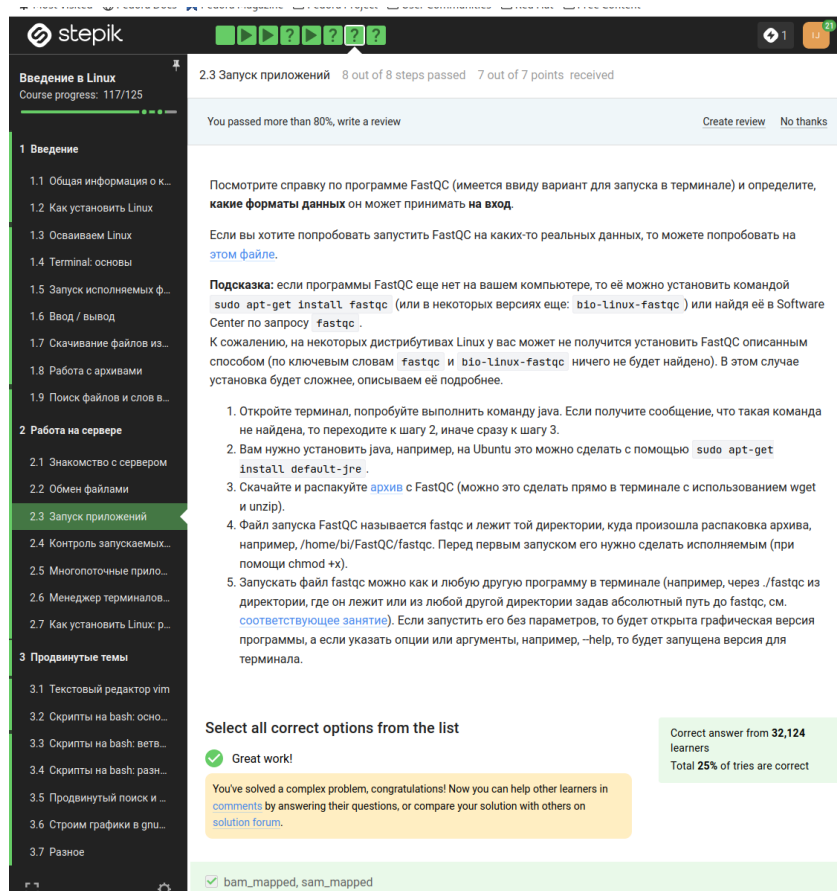 stepik
1
21
IJ
Введение в Linux
Course progress: 117/125
2.3 Запуск приложений 8 out of 8 steps passed 7 out of 7 points received
You passed more than 80%, write a review Create review No thanks
1 Введение
1.1 Общая информация о к...
1.2 Как установить Linux
1.3 Осваиваем Linux
1.4 Terminal: основы
1.5 Запуск исполняемых ф...
1.6 Ввод / вывод
1.7 Скачивание файлов из...
1.8 Работа с архивами
1.9 Поиск файлов и слов в...
2 Работа на сервере
2.1 Знакомство с сервером
2.2 Обмен файлами
2.3 Запуск приложений
2.4 Контроль запускаемых...
2.5 Многопоточные прило...
2.6 Менеджер терминалов...
2.7 Как установить Linux: р...
3 Продвинутые темы
3.1 Текстовый редактор vim
3.2 Скрипты на bash: осно...
3.3 Скрипты на bash: ветв...
3.4 Скрипты на bash: разн...
3.5 Продвинутый поиск и ...
3.6 Строим графики в gnu...
3.7 Разное
Посмотрите справку по программе FastQC (имеется ввиду вариант для запуска в терминале) и определите,
какие форматы данных он может принимать на вход.
Если вы хотите попробовать запустить FastQC на каких-то реальных данных, то можете попробовать на
этом файле.
Подсказка: если программы FastQC еще нет на вашем компьютере, то её можно установить командой
sudo apt-get install fastqc (или в некоторых версиях еще: bio-linux-fastqc ) или найдя её в Software
Center по запросу fastqc .
К сожалению, на некоторых дистрибутивах Linux у вас может не получится установить FastQC описанным
способом (по ключевым словам fastqc и bio-linux-fastqc ничего не будет найдено). В этом случае
установка будет сложнее, описываем её подробнее.
1. Откройте терминал, попробуйте выполнить команду java. Если получите сообщение, что такая команда
не найдена, то переходите к шагу 2, иначе сразу к шагу 3.
2. Вам нужно установить java, например, на Ubuntu это можно сделать с помощью sudo apt-get
install default-jre .
3. Скачайте и распакуйте архив с FastQC (можно это сделать прямо в терминале с использованием wget
и unzip).
4. Файл запуска FastQC называется fastqc и лежит той директории, куда произошла распаковка архива,
например, /home/bi/FastQC/fastqc. Перед первым запуском его нужно сделать исполняемым (при
помощи chmod +x).
5. Запускать файл fastqc можно как и любую другую программу в терминале (например, через ./fastqc из
директории, где он лежит или из любой другой директории задав абсолютный путь до fastqc, см.
соответствующее занятие). Если запустить его без параметров, то будет открыта графическая версия
программы, а если указать опции или аргументы, например, --help, то будет запущена версия для
терминала.
Select all correct options from the list
Great work!
You've solved a complex problem, congratulations! Now you can help other learners in
comments by answering their questions, or compare your solution with others on
solution forum.
Correct answer from 32,124
learners
Total 25% of tries are correct
bam_mapped, sam_mapped